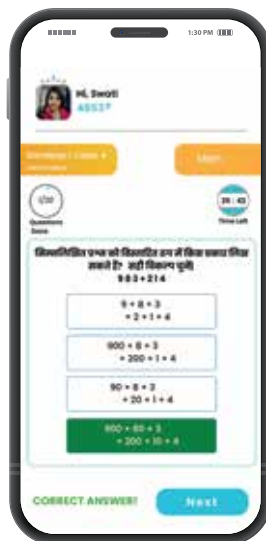 1:30 PM
Hi, Swati
Questions
Done
Time Left
निम्नलिखित प्रश्न को विस्तारित रूप में किस प्रकार लिख
सकते हैं? सही विकल्प चुनें|
983+214
9 + 8 + 3
+ 2 + 1 + 4
900 + 8 + 3
+ 200 + 1 + 4
90 + 8 + 3
+ 20 + 1 + 4
900 + 80 + 3
+ 200 + 10 + 4
CORRECT ANSWER!
Next